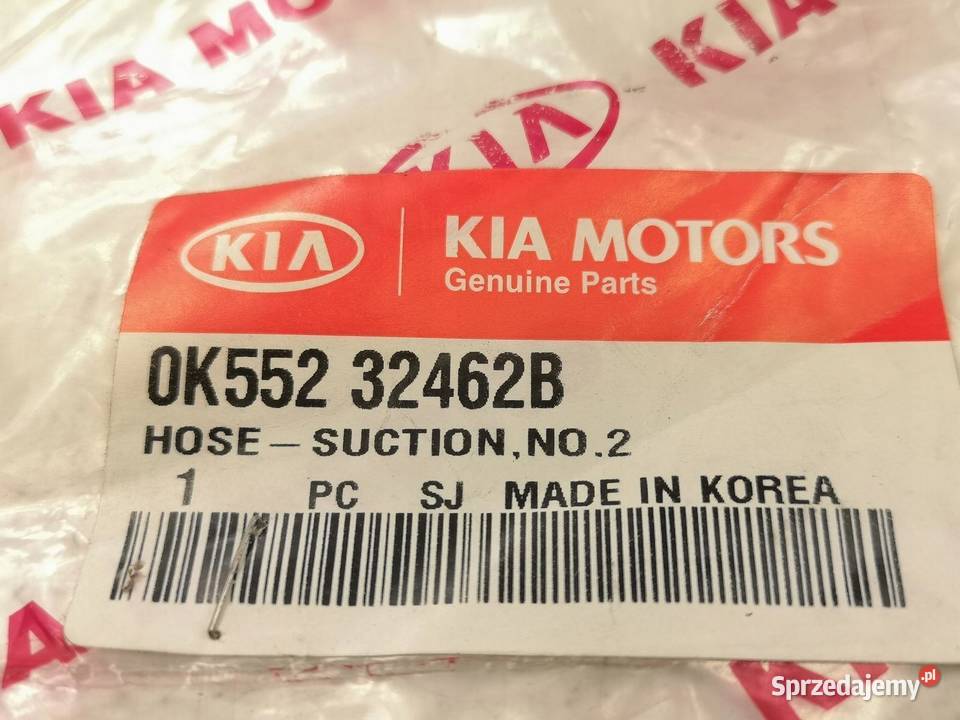 KIA MO
KIA
KIA
KIA KIA MOTORS
Genuine Parts
0K552 32462B
HOSE-SUCTION,NO.2
1 PC SJ MADE IN KOREA
Sprzedajemy.pl